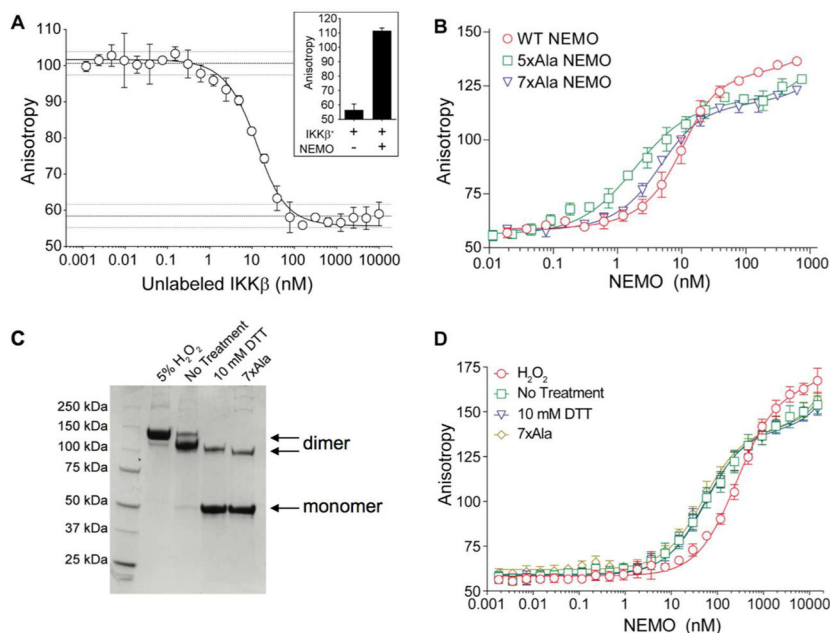 A
Anisotropy
110
100
90
80
70
60
50
0.001 0.01 0.1 1 10 100 1000 10000
Unlabeled IKKβ (nM)
Anisotropy
120
110
100
90
80
70
60
50
IKKβ* + +
NEMO - +
B
WT NEMO
5xAla NEMO
7xAla NEMO
Anisotropy
150
125
100
75
50
0.01 0.1 1 10 100 1000
NEMO (nM)
C
5% H2O2
No Treatment
10 mM DTT
7xAla
250 kDa
150 kDa
100 kDa
75 kDa
50 kDa
37 kDa
25 kDa
dimer
monomer
D
H2O2
No Treatment
10 mM DTT
7xAla
Anisotropy
175
150
125
100
75
50
0.001 0.01 0.1 1 10 100 1000 10000
NEMO (nM)